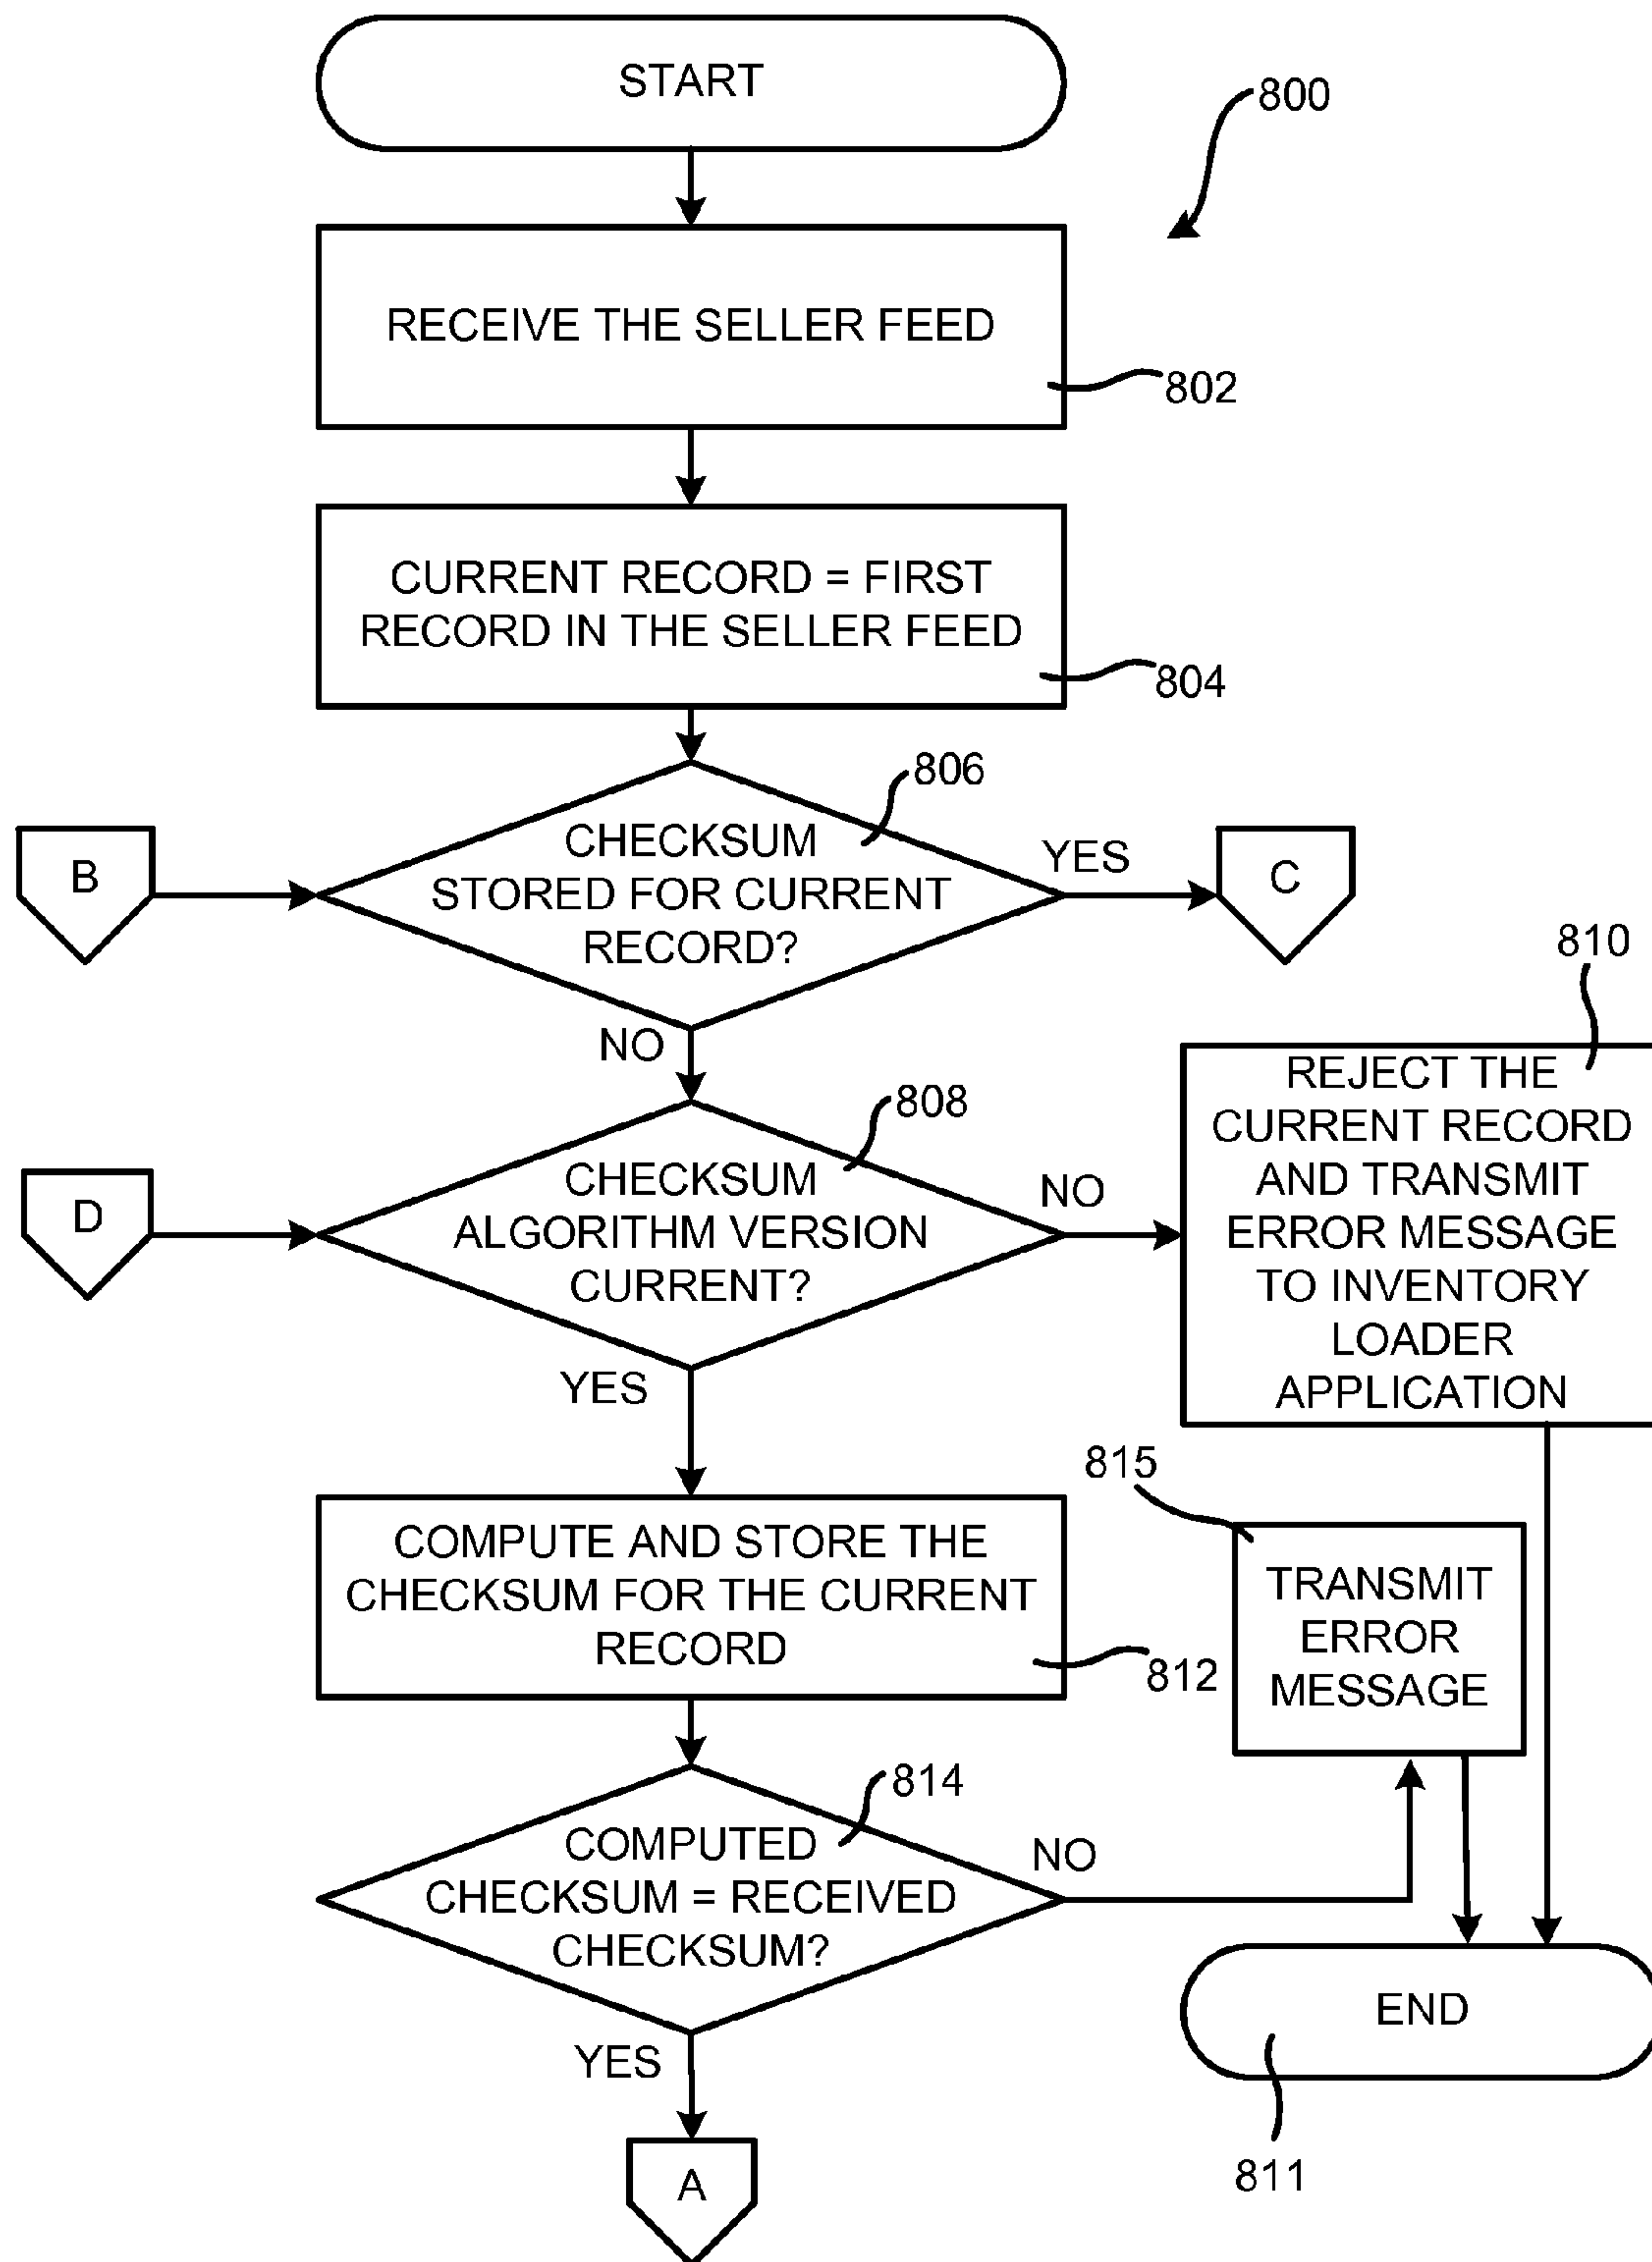 START
800
RECEIVE THE SELLER FEED
802
CURRENT RECORD = FIRST
RECORD IN THE SELLER FEED
804
806
CHECKSUM
STORED FOR CURRENT
RECORD?
B
YES
C
NO
810
REJECT THE
CURRENT RECORD
AND TRANSMIT
ERROR MESSAGE
TO INVENTORY
LOADER
APPLICATION
808
CHECKSUM
ALGORITHM VERSION
CURRENT?
D
NO
YES
815
TRANSMIT
ERROR
MESSAGE
COMPUTE AND STORE THE
CHECKSUM FOR THE CURRENT
RECORD
812
814
COMPUTED
CHECKSUM = RECEIVED
CHECKSUM?
NO
END
811
YES
A